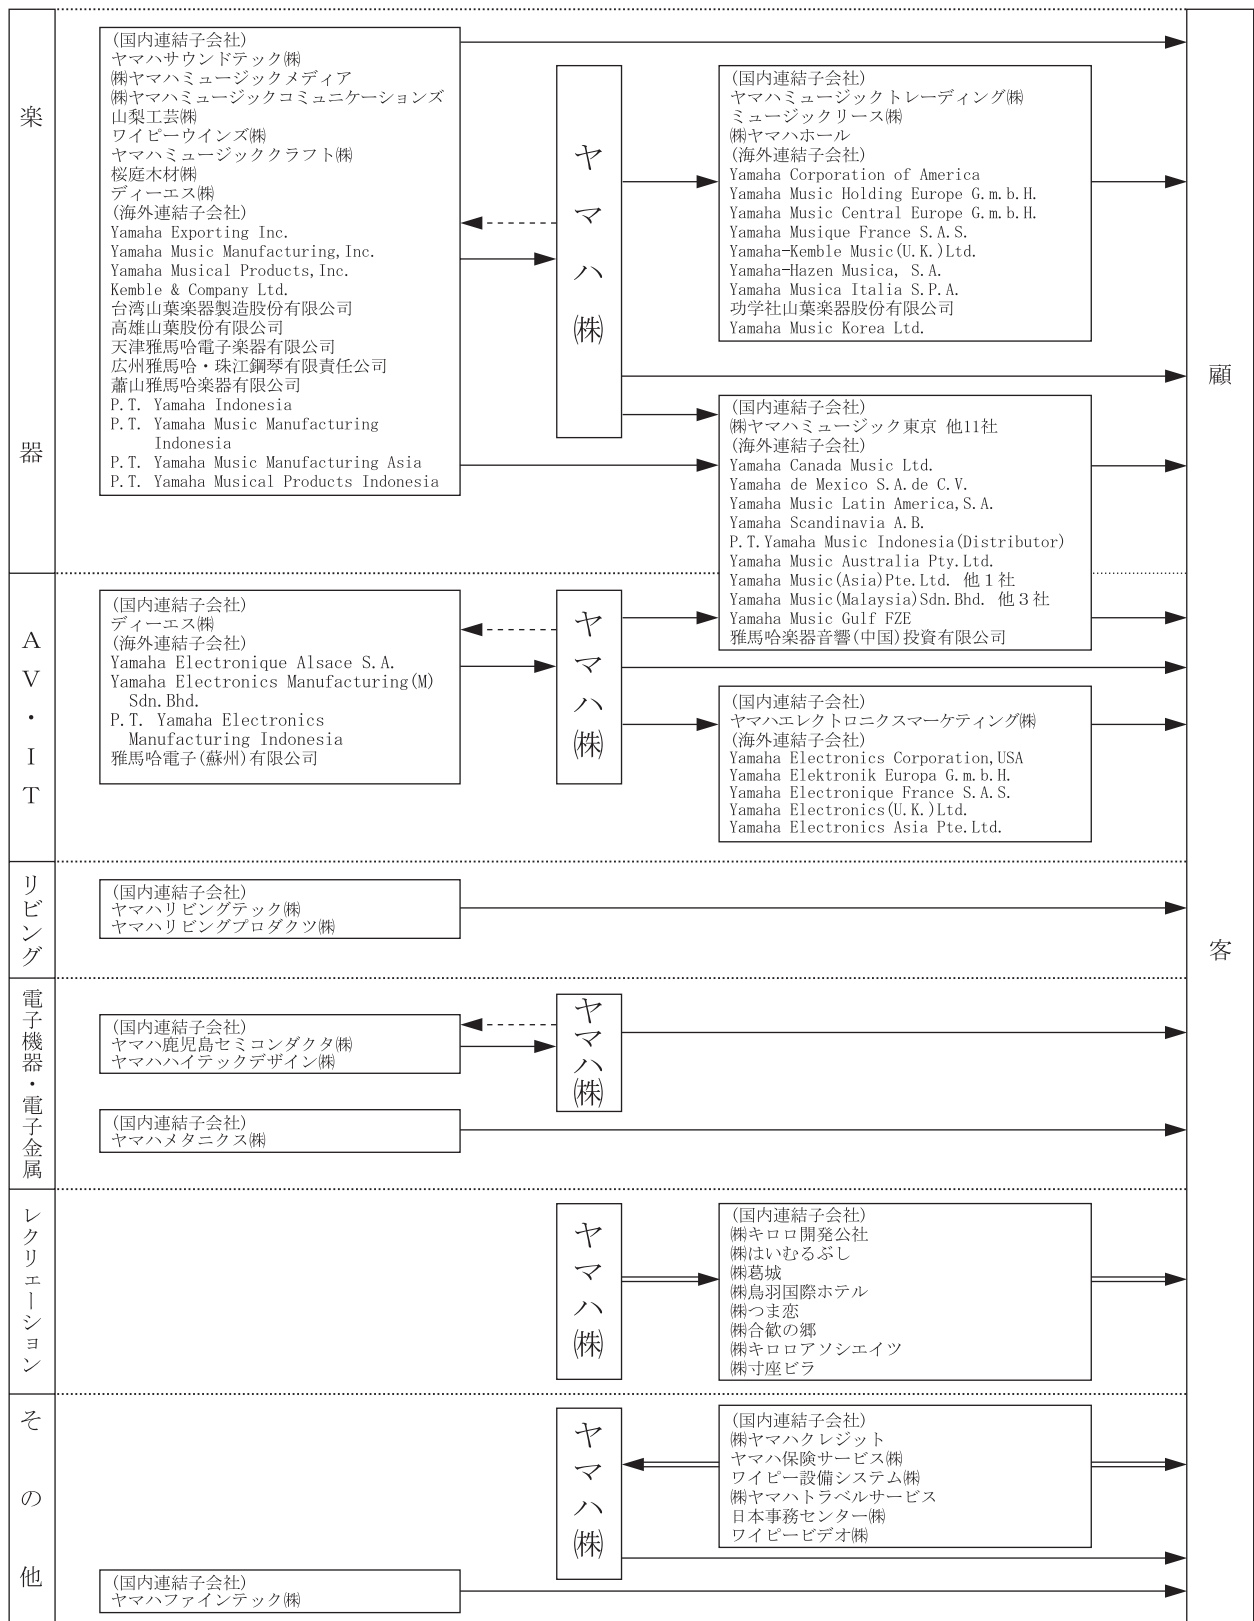 楽器
(国内連結子会社)
ヤマハサウンドテック㈱
㈱ヤマハミュージックメディア
㈱ヤマハミュージックコミュニケーションズ
山梨工芸㈱
ワイピーウインズ㈱
ヤマハミュージッククラフト㈱
桜庭木材㈱
ディーエス㈱
(海外連結子会社)
Yamaha Exporting Inc.
Yamaha Music Manufacturing,Inc.
Yamaha Musical Products,Inc.
Kemble & Company Ltd.
台湾山葉楽器製造股份有限公司
高雄山葉股份有限公司
天津雅馬哈電子楽器有限公司
広州雅馬哈・珠江鋼琴有限責任公司
蕭山雅馬哈楽器有限公司
P.T. Yamaha Indonesia
P.T. Yamaha Music Manufacturing
Indonesia
P.T. Yamaha Music Manufacturing Asia
P.T. Yamaha Musical Products Indonesia
ヤマハ㈱
(国内連結子会社)
ヤマハミュージックトレーディング㈱
ミュージックリース㈱
㈱ヤマハホール
(海外連結子会社)
Yamaha Corporation of America
Yamaha Music Holding Europe G.m.b.H.
Yamaha Music Central Europe G.m.b.H.
Yamaha Musique France S.A.S.
Yamaha-Kemble Music(U.K.)Ltd.
Yamaha-Hazen Musica, S.A.
Yamaha Musica Italia S.P.A.
功学社山葉楽器股份有限公司
Yamaha Music Korea Ltd.
(国内連結子会社)
㈱ヤマハミュージック東京 他11社
(海外連結子会社)
Yamaha Canada Music Ltd.
Yamaha de Mexico S.A.de C.V.
Yamaha Music Latin America,S.A.
Yamaha Scandinavia A.B.
P.T.Yamaha Music Indonesia(Distributor)
Yamaha Music Australia Pty.Ltd.
Yamaha Music(Asia)Pte.Ltd. 他１社
Yamaha Music(Malaysia)Sdn.Bhd. 他３社
Yamaha Music Gulf FZE
雅馬哈楽器音響(中国)投資有限公司
顧客
ＡＶ・ＩＴ
(国内連結子会社)
ディーエス㈱
(海外連結子会社)
Yamaha Electronique Alsace S.A.
Yamaha Electronics Manufacturing(M)
Sdn.Bhd.
P.T. Yamaha Electronics
Manufacturing Indonesia
雅馬哈電子(蘇州)有限公司
ヤマハ㈱
(国内連結子会社)
ヤマハエレクトロニクスマーケティング㈱
(海外連結子会社)
Yamaha Electronics Corporation,USA
Yamaha Elektronik Europa G.m.b.H.
Yamaha Electronique France S.A.S.
Yamaha Electronics(U.K.)Ltd.
Yamaha Electronics Asia Pte.Ltd.
リビング
(国内連結子会社)
ヤマハリビングテック㈱
ヤマハリビングプロダクツ㈱
電子機器・電子金属
(国内連結子会社)
ヤマハ鹿児島セミコンダクタ㈱
ヤマハハイテックデザイン㈱
ヤマハ㈱
(国内連結子会社)
ヤマハメタニクス㈱
レクリエーション
ヤマハ㈱
(国内連結子会社)
㈱キロロ開発公社
㈱はいむるぶし
㈱葛城
㈱鳥羽国際ホテル
㈱つま恋
㈱合歓の郷
㈱キロロアソシエイツ
㈱寸座ビラ
その他
ヤマハ㈱
(国内連結子会社)
㈱ヤマハクレジット
ヤマハ保険サービス㈱
ワイピー設備システム㈱
㈱ヤマハトラベルサービス
日本事務センター㈱
ワイピービデオ㈱
(国内連結子会社)
ヤマハファインテック㈱